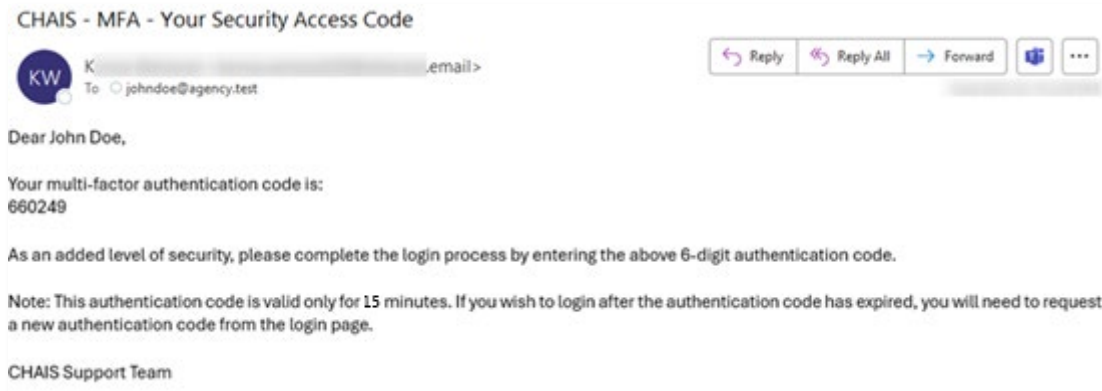 CHAIS - MFA - Your Security Access Code
KW
K
.email>
To johndoe@agency.test
Reply
Reply All
Forward
Dear John Doe,
Your multi-factor authentication code is:
660249
As an added level of security, please complete the login process by entering the above 6-digit authentication code.
Note: This authentication code is valid only for 15 minutes. If you wish to login after the authentication code has expired, you will need to request
a new authentication code from the login page.
CHAIS Support Team